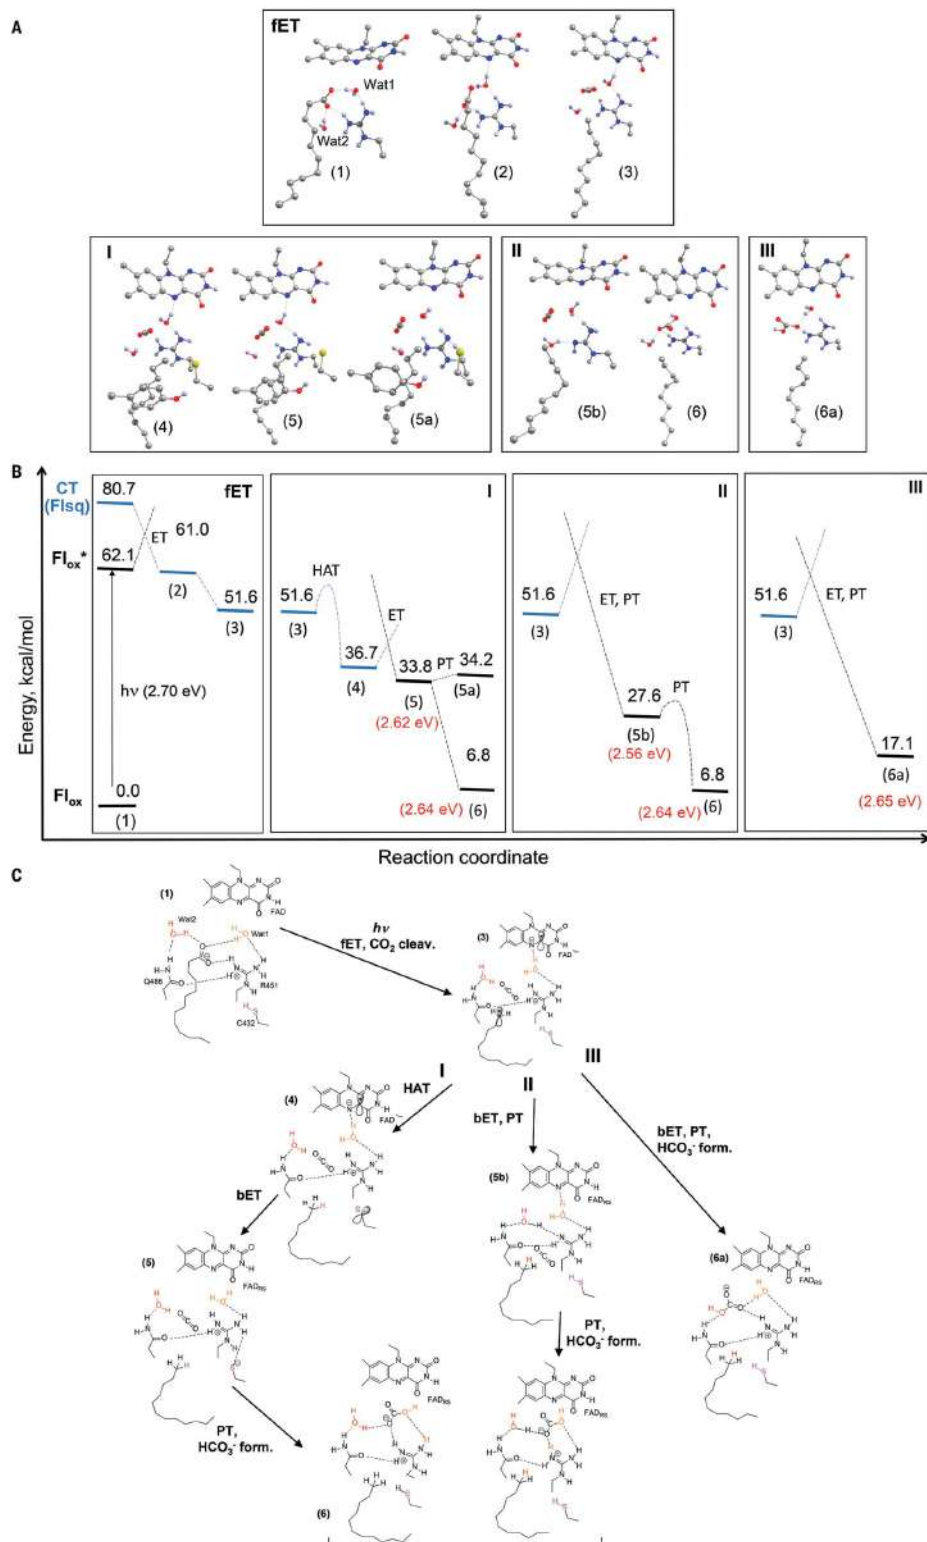 A
fET
Wat1
Wat2
(1)
(2)
(3)
I
(4)
(5)
(5a)
II
(5b)
(6)
III
(6a)
B
Energy, kcal/mol
CT
(Flsq)
80.7
Flox*
62.1
hν (2.70 eV)
Flox
0.0
(1)
fET
ET
61.0
(2)
51.6
(3)
I
HAT
51.6
(3)
36.7
(4)
ET
33.8
PT
34.2
(5)
(5a)
(2.62 eV)
6.8
(2.64 eV)
(6)
II
51.6
(3)
ET, PT
27.6
PT
(5b)
(2.56 eV)
6.8
(2.64 eV)
(6)
III
51.6
(3)
ET, PT
17.1
(6a)
(2.65 eV)
Reaction coordinate
C
(1)
FAD
Wat2
Wat1
Q486
R451
C432
hν
fET, CO2 cleav.
(3)
FAD
I
HAT
II
bET, PT
III
bET, PT,
HCO3- form.
(4)
FAD
bET
(5)
FADRS
PT,
HCO3- form.
(5b)
FADRS
PT,
HCO3- form.
(6a)
FADRS
(6)
FADRS
FADRS